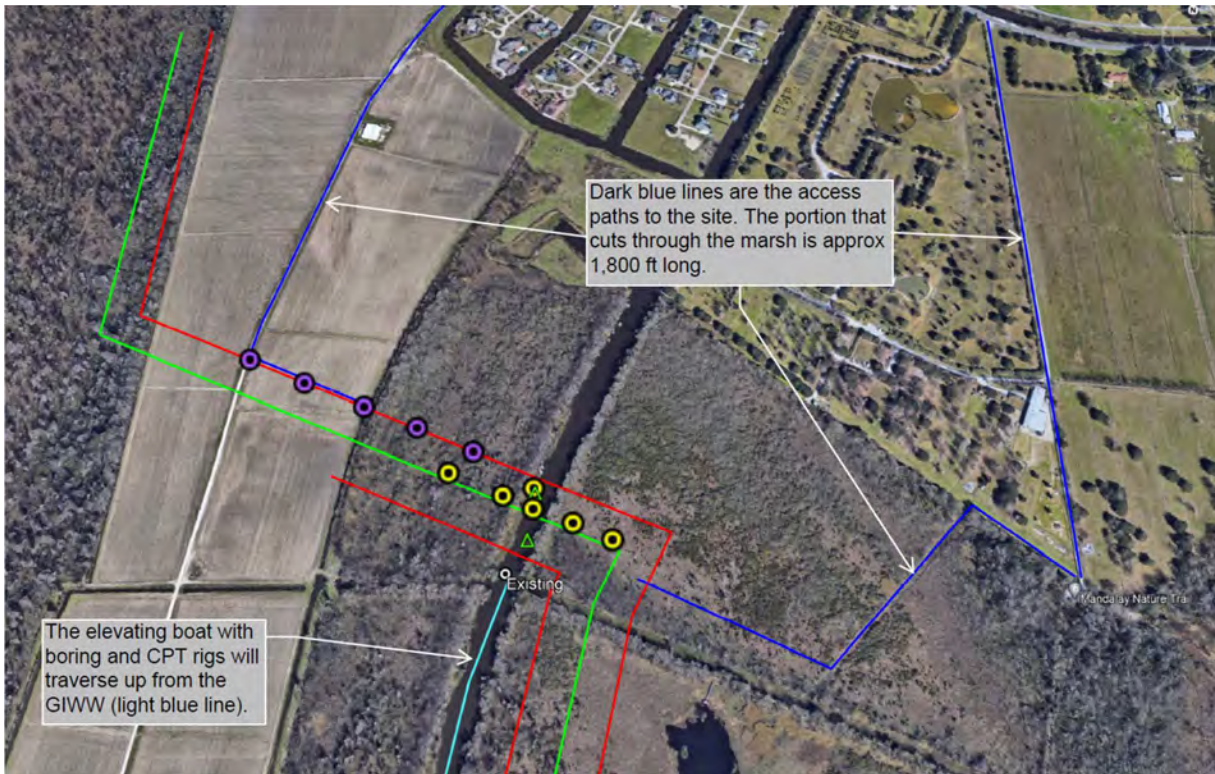 Dark blue lines are the access
paths to the site. The portion that
cuts through the marsh is approx
1,800 ft long.
Existing
Mandalay Nature Trai
The elevating boat with
boring and CPT rigs will
traverse up from the
GIWW (light blue line).